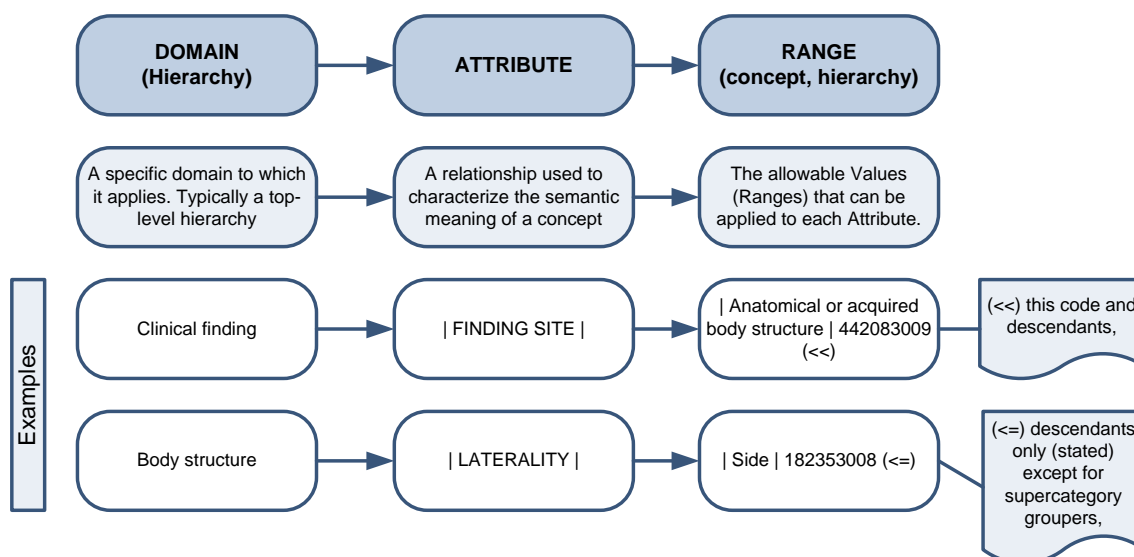 DOMAIN
(Hierarchy)
ATTRIBUTE
RANGE
(concept, hierarchy)
A specific domain to which
it applies. Typically a top-
level hierarchy
A relationship used to
characterize the semantic
meaning of a concept
The allowable Values
(Ranges) that can be
applied to each Attribute.
Examples
Clinical finding
| FINDING SITE |
| Anatomical or acquired
body structure | 442083009
(<<)
(<<) this code and
descendants,
Body structure
| LATERALITY |
| Side | 182353008 (<=)
(<=) descendants
only (stated)
except for
supercategory
groupers,